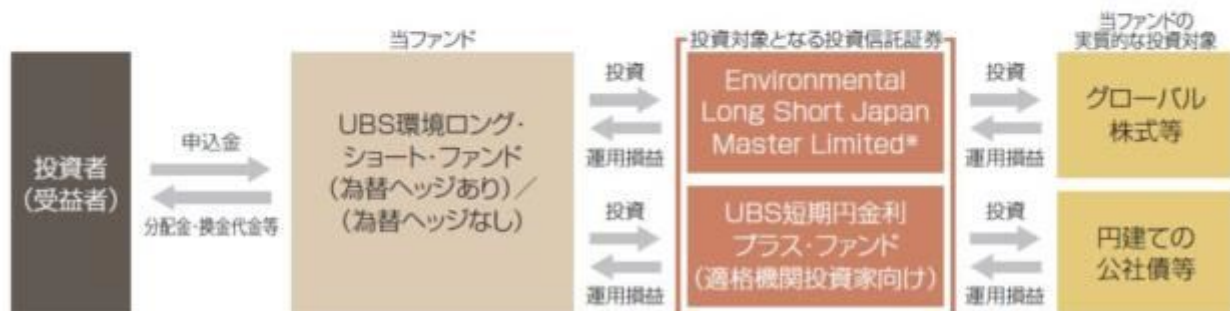 投資者
(受益者)
申込金
分配金・換金代金等
当ファンド
UBS環境ロング・
ショート・ファンド
(為替ヘッジあり)／
(為替ヘッジなし)
投資
運用損益
投資
運用損益
投資対象となる投資信託証券
Environmental
Long Short Japan
Master Limited*
UBS短期円金利
プラス・ファンド
(適格機関投資家向け)
投資
運用損益
投資
運用損益
当ファンドの
実質的な投資対象
グローバル
株式等
円建ての
公社債等